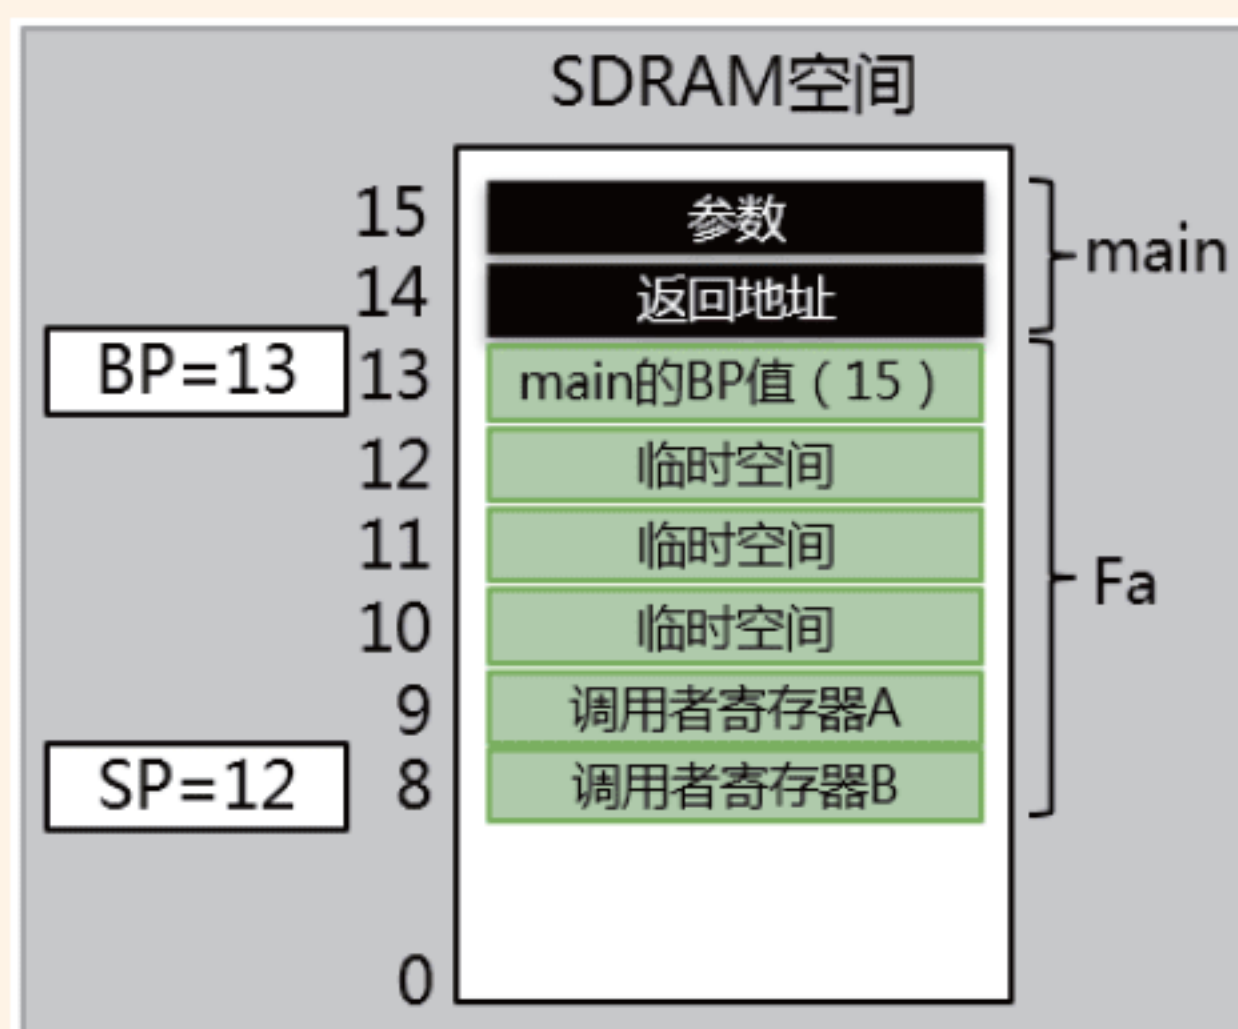 SDRAM空间
15 参数
14 返回地址
main
BP=13 13 main的BP值（15）
12 临时空间
11 临时空间
Fa
10 临时空间
9 调用者寄存器A
SP=12 8 调用者寄存器B
0